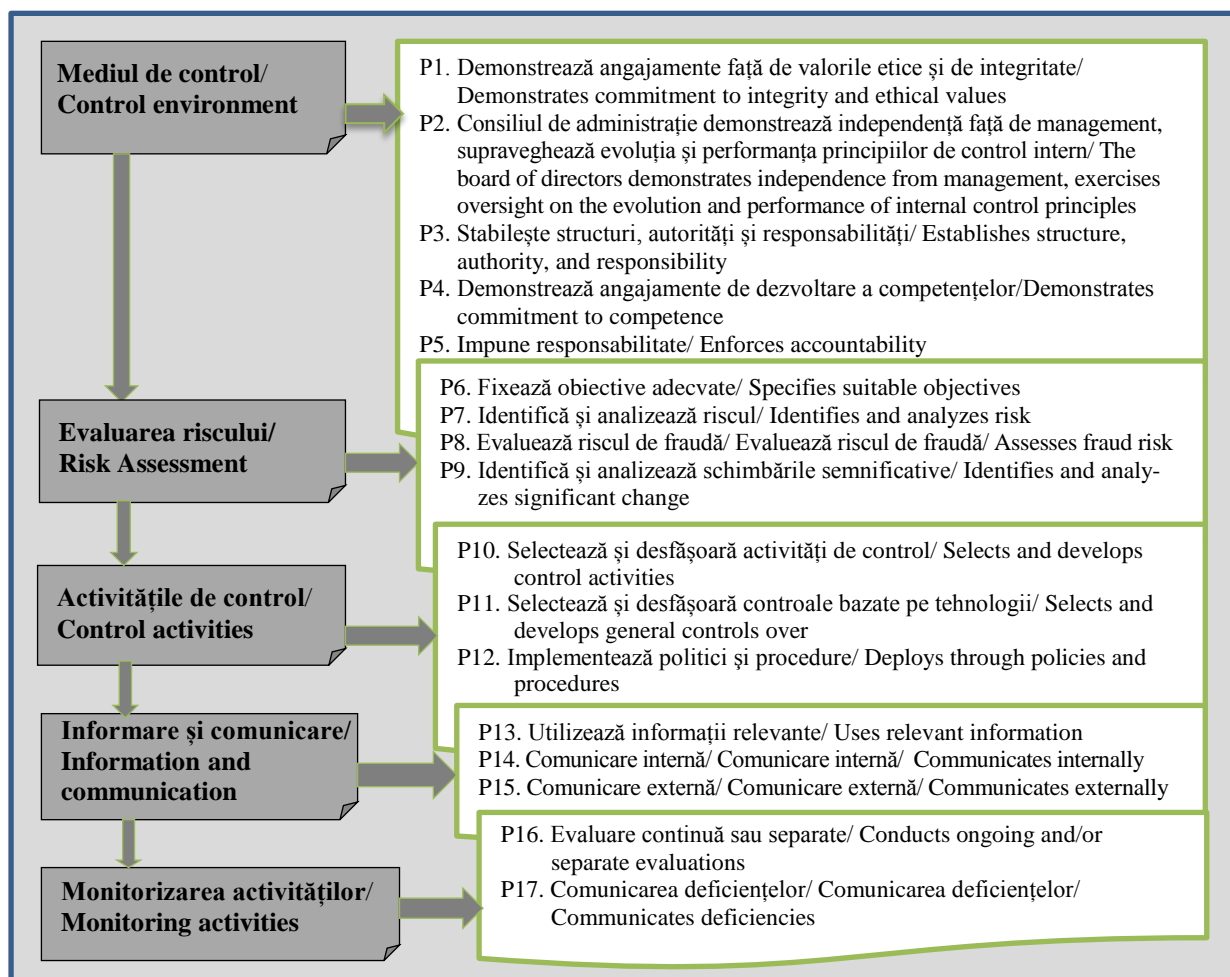 Mediul de control/
Control environment
P1. Demonstrează angajamente față de valorile etice și de integritate/
Demonstrates commitment to integrity and ethical values
P2. Consiliul de administrație demonstrează independență față de management,
supraveghează evoluția și performanța principiilor de control intern/ The
board of directors demonstrates independence from management, exercises
oversight on the evolution and performance of internal control principles
P3. Stabilește structuri, autorități și responsabilități/ Establishes structure,
authority, and responsibility
P4. Demonstrează angajamente de dezvoltare a competențelor/Demonstrates
commitment to competence
P5. Impune responsabilitate/ Enforces accountability
Evaluarea riscului/
Risk Assessment
P6. Fixează obiective adecvate/ Specifies suitable objectives
P7. Identifică și analizează riscul/ Identifies and analyzes risk
P8. Evaluează riscul de fraudă/ Evaluează riscul de fraudă/ Assesses fraud risk
P9. Identifică și analizează schimbările semnificative/ Identifies and analy-
zes significant change
Activitățile de control/
Control activities
P10. Selectează și desfășoară activități de control/ Selects and develops
control activities
P11. Selectează și desfășoară controale bazate pe tehnologii/ Selects and
develops general controls over
P12. Implementează politici și procedure/ Deploys through policies and
procedures
Informare și comunicare/
Information and
communication
P13. Utilizează informații relevante/ Uses relevant information
P14. Comunicare internă/ Comunicare internă/ Communicates internally
P15. Comunicare externă/ Comunicare externă/ Communicates externally
Monitorizarea activităților/
Monitoring activities
P16. Evaluare continuă sau separate/ Conducts ongoing and/or
separate evaluations
P17. Comunicarea deficiențelor/ Comunicarea deficiențelor/
Communicates deficiencies